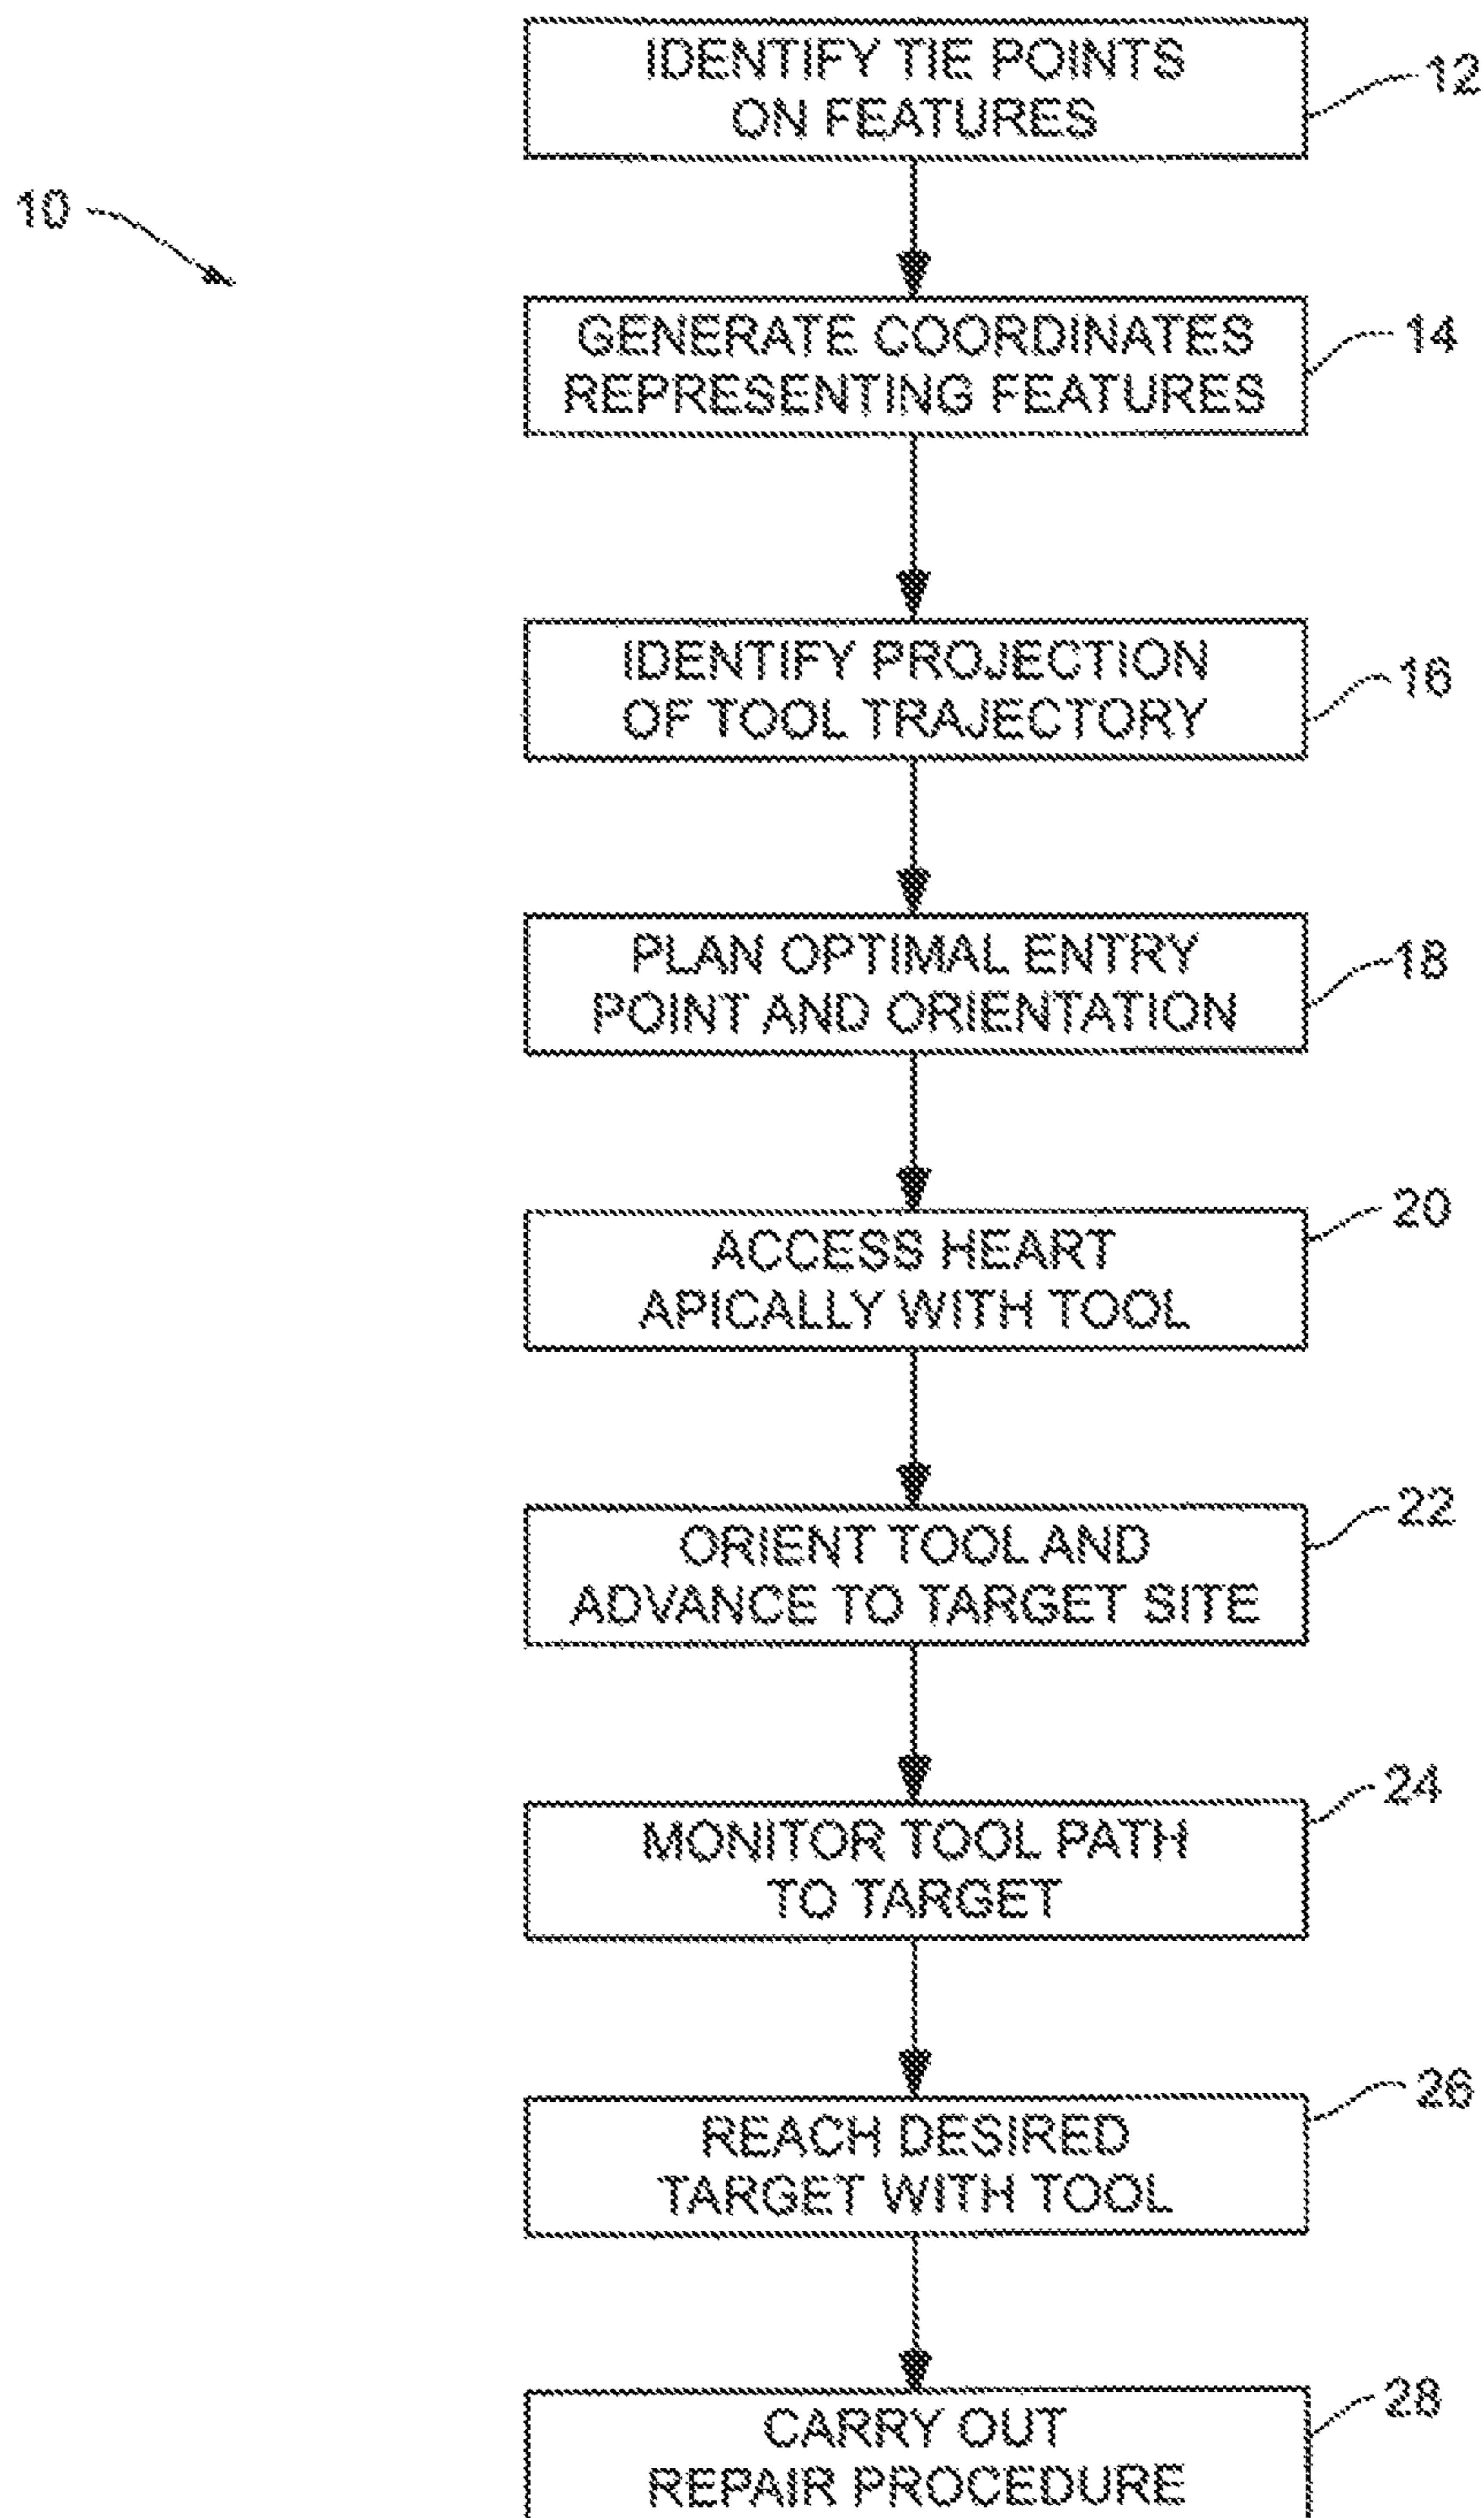 IDENTIFY TIE POINTS
ON FEATURES
12
10
GENERATE COORDINATES
REPRESENTING FEATURES
14
IDENTIFY PROJECTION
OF TOOL TRAJECTORY
16
PLAN OPTIMAL ENTRY
POINT AND ORIENTATION
18
ACCESS HEART
APICALLY WITH TOOL
20
ORIENT TOOL AND
ADVANCE TO TARGET SITE
22
MONITOR TOOL PATH
TO TARGET
24
REACH DESIRED
TARGET WITH TOOL
26
CARRY OUT
REPAIR PROCEDURE
28